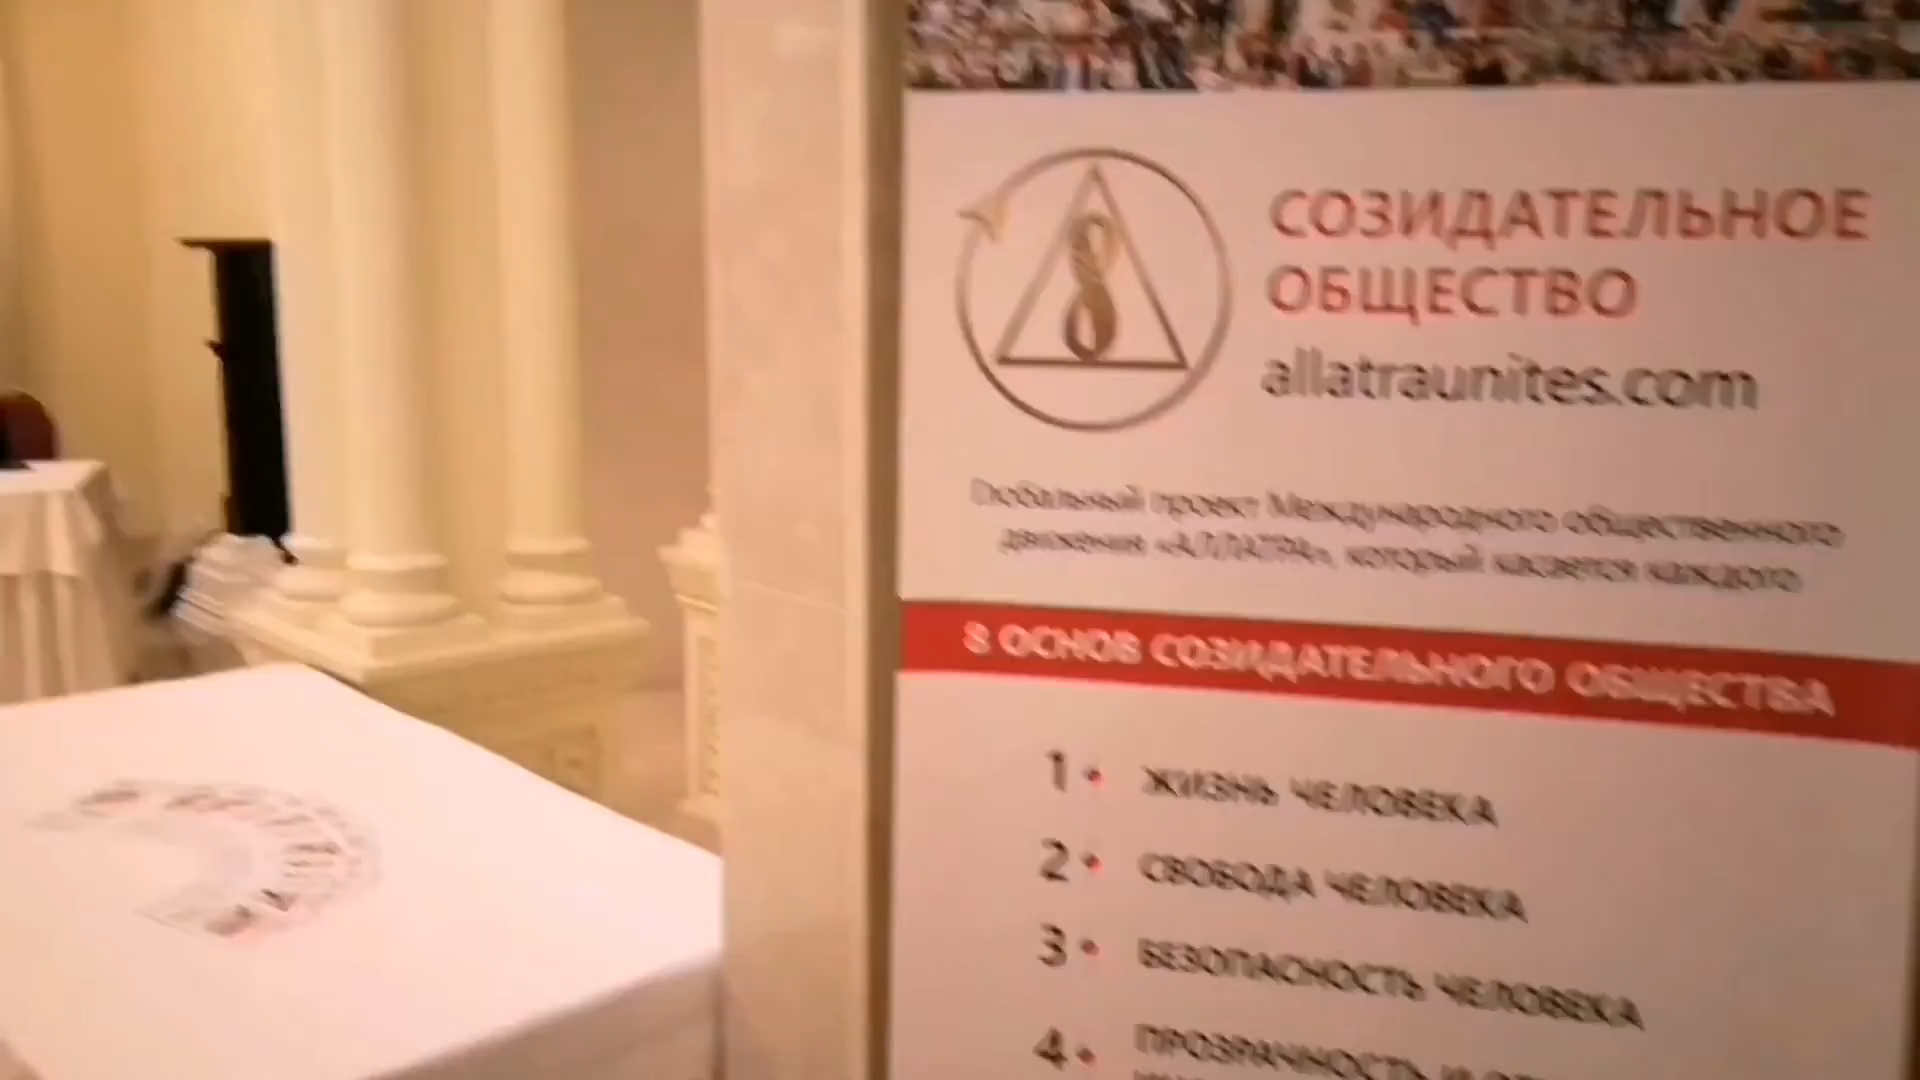 СОЗИДАТЕЛЬНОЕ
ОБЩЕСТВО
allatraunites.com
Глобальный проект Международного общественного
движения «АЛЛАТРА», который касается каждого
8 ОСНОВ СОЗИДАТЕЛЬНОГО ОБЩЕСТВА
1 • ЖИЗНЬ ЧЕЛОВЕКА
2 • СВОБОДА ЧЕЛОВЕКА
3 • БЕЗОПАСНОСТЬ ЧЕЛОВЕКА
4 • ПРОЗРАЧНОСТЬ